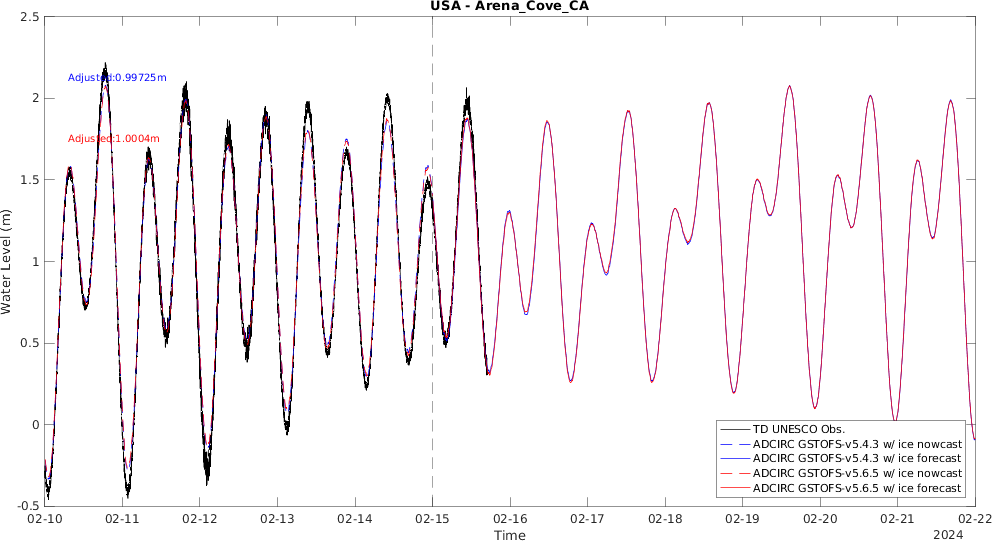 USA - Arena_Cove_CA
2.5
2
1.5
1
0.5
0
-0.5
Water Level (m)
Adjusted:0.99725m
Adjusted:1.0004m
TD UNESCO Obs.
ADCIRC GSTOFS-v5.4.3 w/ ice nowcast
ADCIRC GSTOFS-v5.4.3 w/ ice forecast
ADCIRC GSTOFS-v5.6.5 w/ ice nowcast
ADCIRC GSTOFS-v5.6.5 w/ ice forecast
02-10 02-11 02-12 02-13 02-14 02-15 02-16 02-17 02-18 02-19 02-20 02-21 02-22
Time
2024